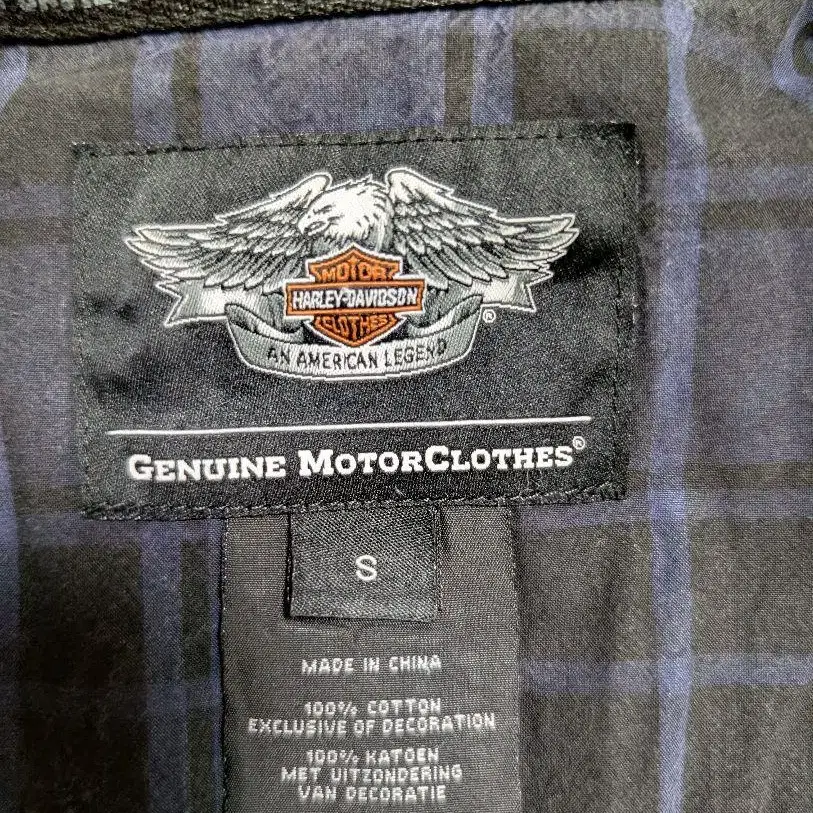 MOTOR
HARLEY-DAVIDSON
CLOTHES
®
AN AMERICAN LEGEND
GENUINE MOTORCLOTHES®
S
MADE IN CHINA
100% COTTON
EXCLUSIVE OF DECORATION
100% KATOEN
MET UITZONDERING
VAN DECORATIE